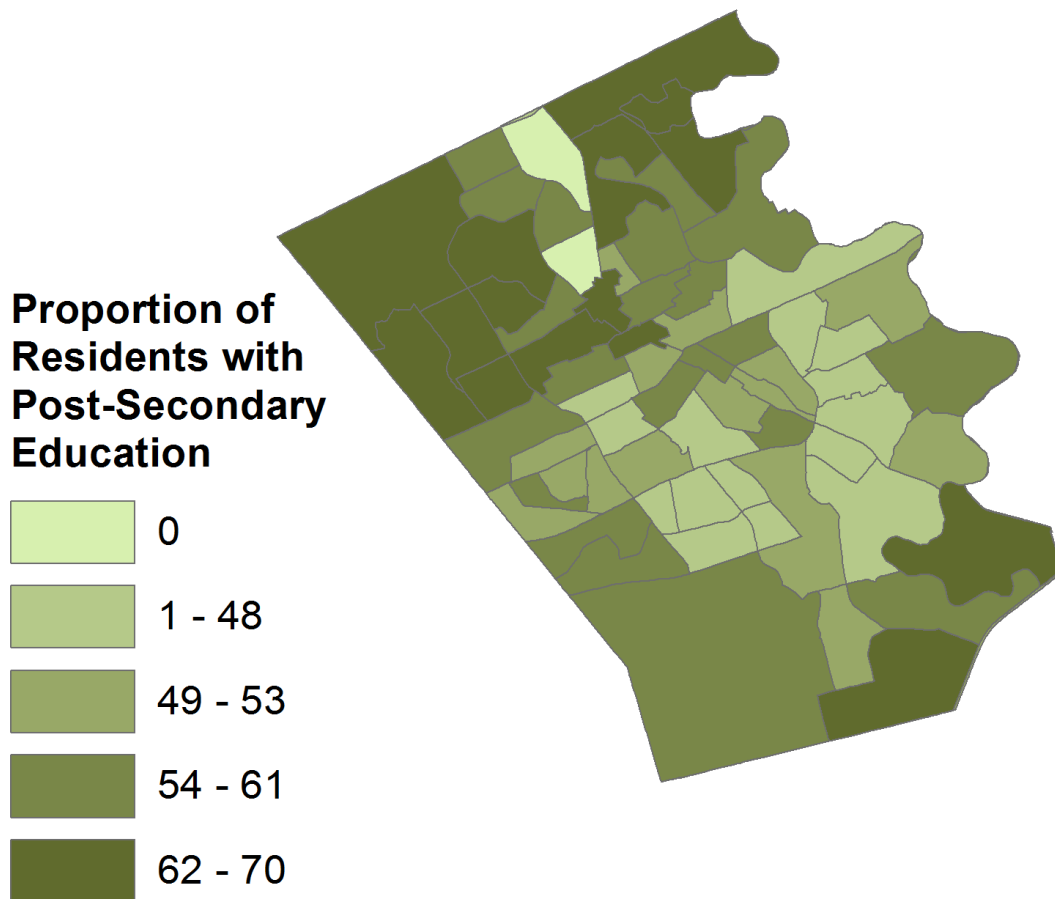 Proportion of
Residents with
Post-Secondary
Education
0
1 - 48
49 - 53
54 - 61
62 - 70